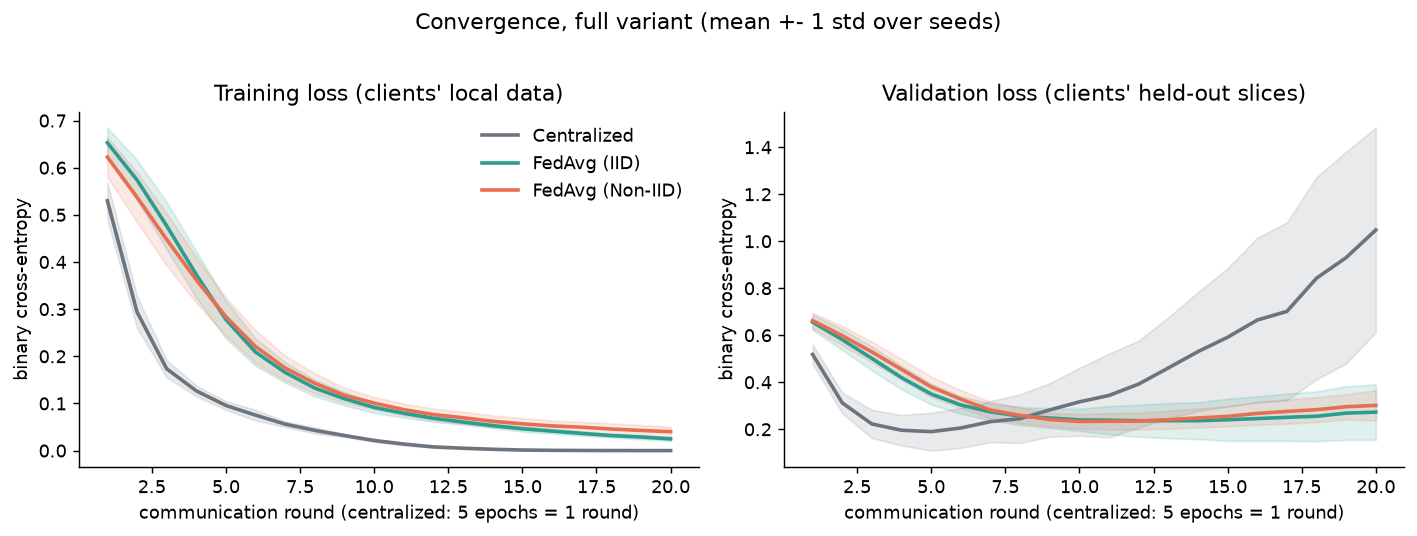 Convergence, full variant (mean +- 1 std over seeds)
Training loss (clients' local data)
0.7
0.6
0.5
0.4
0.3
0.2
0.1
0.0
binary cross-entropy
Centralized
FedAvg (IID)
FedAvg (Non-IID)
2.5 5.0 7.5 10.0 12.5 15.0 17.5 20.0
communication round (centralized: 5 epochs = 1 round)
Validation loss (clients' held-out slices)
1.4
1.2
1.0
0.8
0.6
0.4
0.2
binary cross-entropy
2.5 5.0 7.5 10.0 12.5 15.0 17.5 20.0
communication round (centralized: 5 epochs = 1 round)